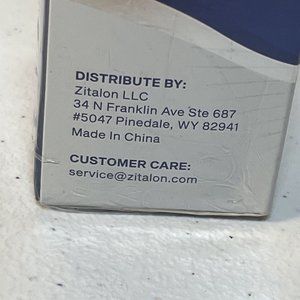 DISTRIBUTE BY:
Zitalon LLC
34 N Franklin Ave Ste 687
#5047 Pinedale, WY 82941
Made In China
CUSTOMER CARE:
service@zitalon.com